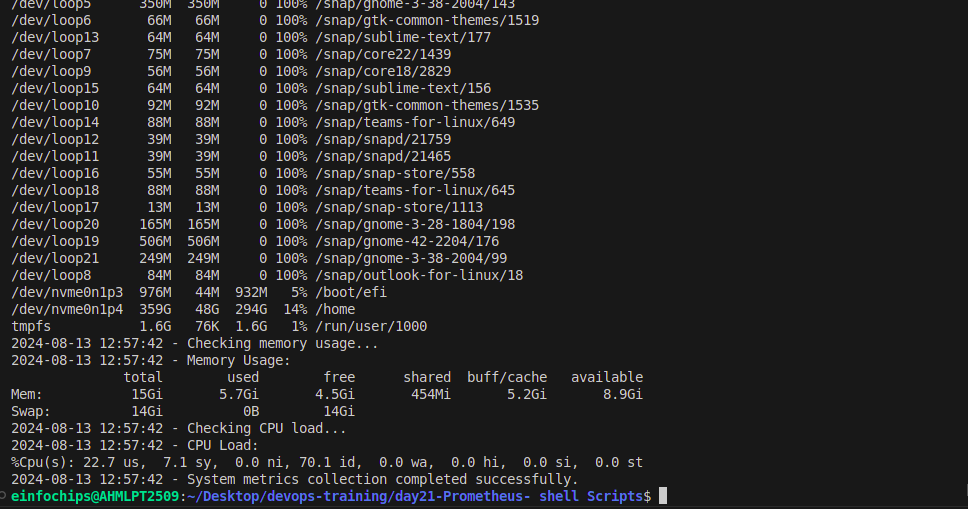 /dev/loop5      350M  350M     0 100% /snap/gnome-3-38-2004/143
/dev/loop6       66M   66M     0 100% /snap/gtk-common-themes/1519
/dev/loop13      64M   64M     0 100% /snap/sublime-text/177
/dev/loop7       75M   75M     0 100% /snap/core22/1439
/dev/loop9       56M   56M     0 100% /snap/core18/2829
/dev/loop15      64M   64M     0 100% /snap/sublime-text/156
/dev/loop10      92M   92M     0 100% /snap/gtk-common-themes/1535
/dev/loop14      88M   88M     0 100% /snap/teams-for-linux/649
/dev/loop12      39M   39M     0 100% /snap/snapd/21759
/dev/loop11      39M   39M     0 100% /snap/snapd/21465
/dev/loop16      55M   55M     0 100% /snap/snap-store/558
/dev/loop18      88M   88M     0 100% /snap/teams-for-linux/645
/dev/loop17      13M   13M     0 100% /snap/snap-store/1113
/dev/loop20     165M  165M     0 100% /snap/gnome-3-28-1804/198
/dev/loop19     506M  506M     0 100% /snap/gnome-42-2204/176
/dev/loop21     249M  249M     0 100% /snap/gnome-3-38-2004/99
/dev/loop8       84M   84M     0 100% /snap/outlook-for-linux/18
/dev/nvme0n1p3  976M   44M  932M   5% /boot/efi
/dev/nvme0n1p4  359G   48G  294G  14% /home
tmpfs           1.6G   76K  1.6G   1% /run/user/1000
2024-08-13 12:57:42 - Checking memory usage...
2024-08-13 12:57:42 - Memory Usage:
              total        used        free      shared  buff/cache   available
Mem:           15Gi       5.7Gi       4.5Gi       454Mi       5.2Gi       8.9Gi
Swap:          14Gi          0B        14Gi
2024-08-13 12:57:42 - Checking CPU load...
2024-08-13 12:57:42 - CPU Load:
%Cpu(s): 22.7 us,  7.1 sy,  0.0 ni, 70.1 id,  0.0 wa,  0.0 hi,  0.0 si,  0.0 st
2024-08-13 12:57:42 - System metrics collection completed successfully.
einfochips@AHMLPT2509:~/Desktop/devops-training/day21-Prometheus- shell Scripts$